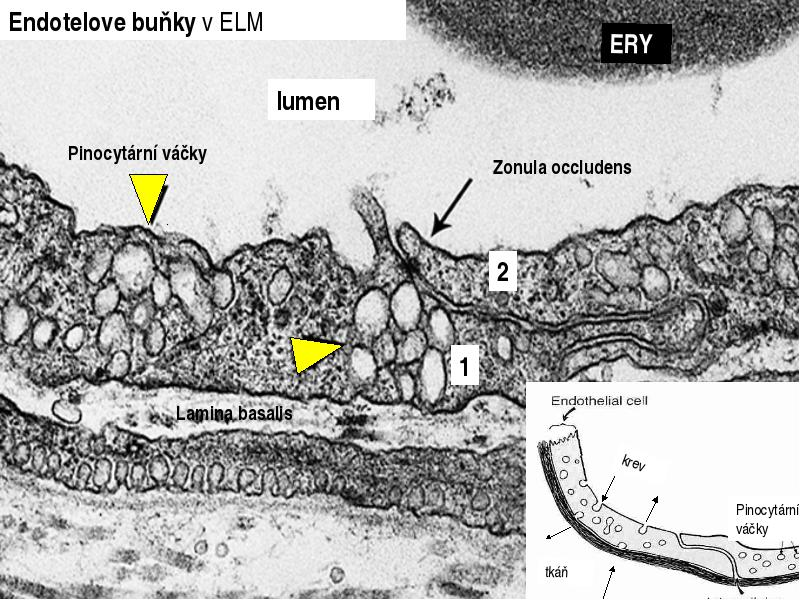 Endotelove buňky v ELM
ERY
lumen
Pinocytární váčky
Zonula occludens
2
1
Lamina basalis
Endothelial cell
krev
Pinocytární
váčky
tkáň